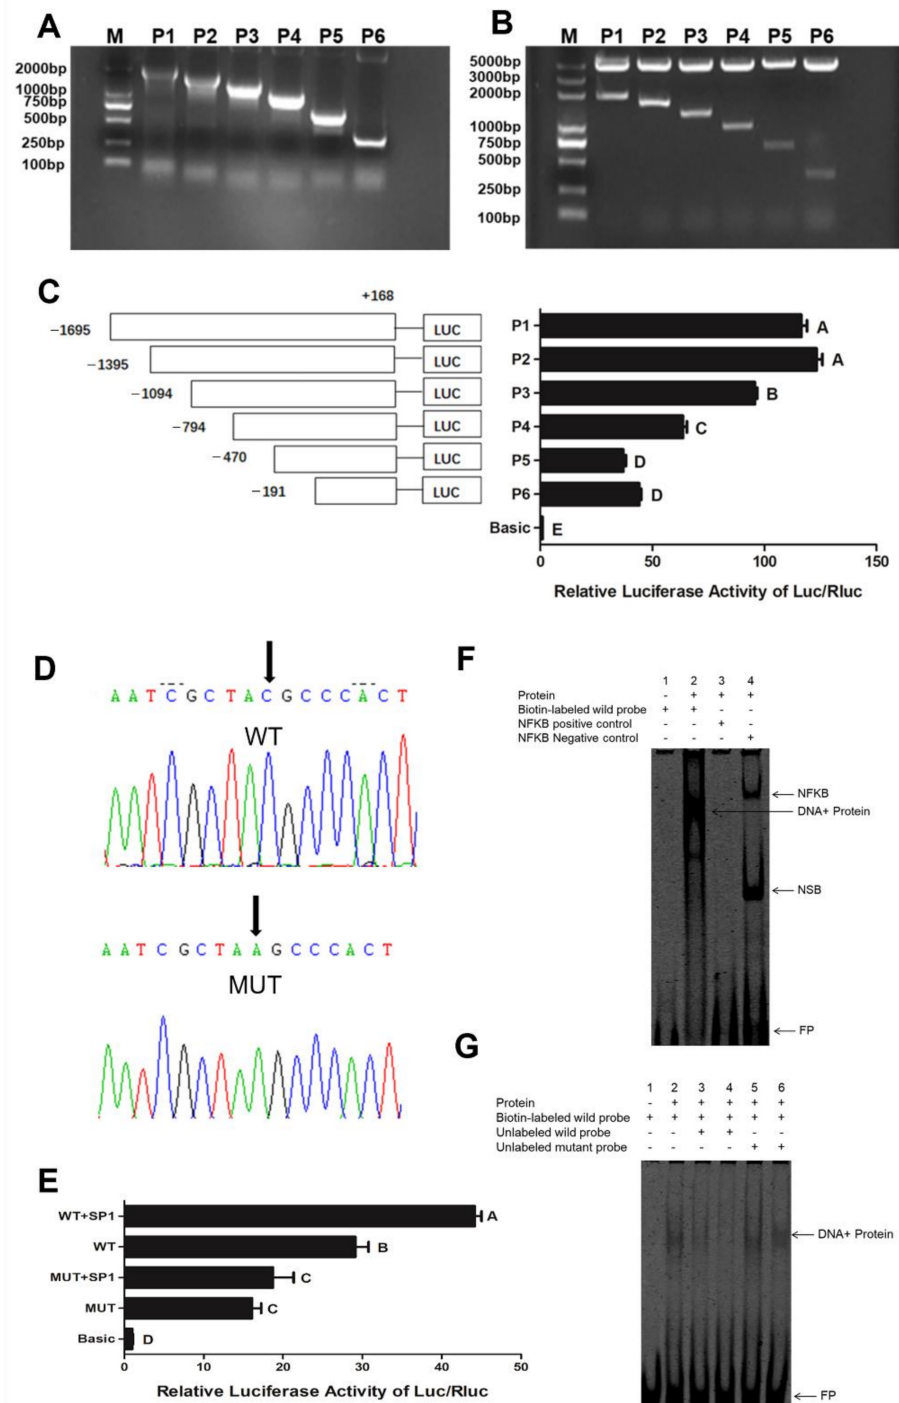 A
M P1 P2 P3 P4 P5 P6
2000bp
1000bp
750bp
500bp
250bp
100bp
B
M P1 P2 P3 P4 P5 P6
5000bp
3000bp
2000bp
1000bp
750bp
500bp
250bp
100bp
C
+168
−1695 LUC
−1395 LUC
−1094 LUC
−794 LUC
−470 LUC
−191 LUC
P1 A
P2 A
P3 B
P4 C
P5 D
P6 D
Basic E
0 50 100 150
Relative Luciferase Activity of Luc/Rluc
D
A A T C G C T A C G C C C A C T
WT
A A T C G C T A A G C C C A C T
MUT
E
WT+SP1 A
WT B
MUT+SP1 C
MUT C
Basic D
0 10 20 30 40 50
Relative Luciferase Activity of Luc/Rluc
F
1 2 3 4
Protein - + + +
Biotin-labeled wild probe + + - -
NFKB positive control - - + -
NFKB Negative control - - - +
NFKB
DNA+ Protein
NSB
FP
G
1 2 3 4 5 6
Protein - + + + + +
Biotin-labeled wild probe + + + + + +
Unlabeled wild probe - - + + - -
Unlabeled mutant probe - - - - + +
DNA+ Protein
FP